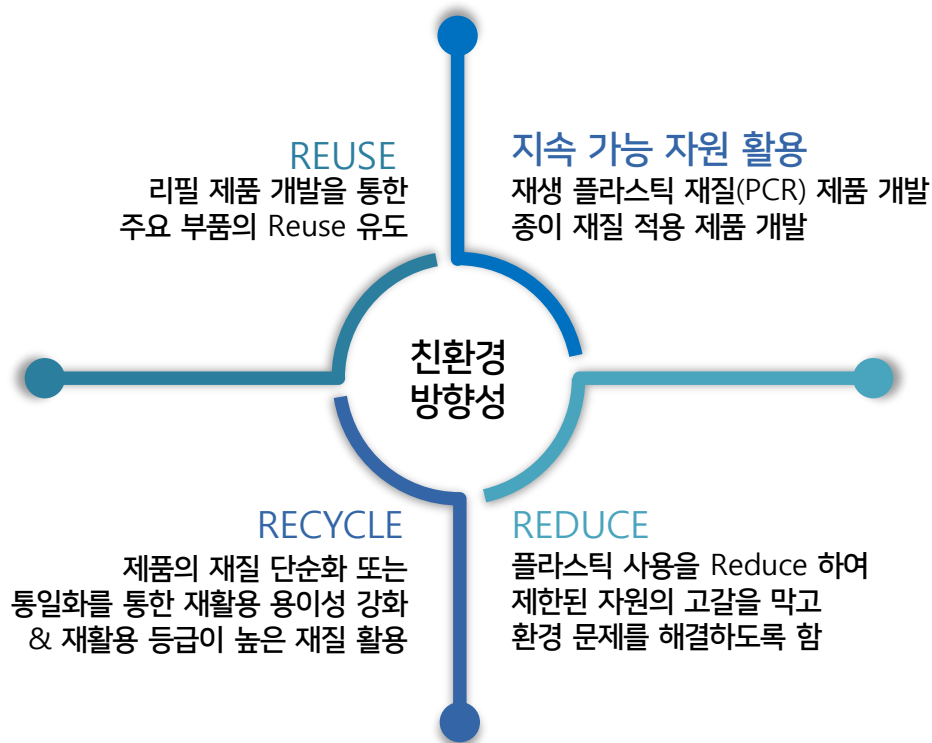 REUSE
리필 제품 개발을 통한
주요 부품의 Reuse 유도
지속 가능 자원 활용
재생 플라스틱 재질(PCR) 제품 개발
종이 재질 적용 제품 개발
친환경
방향성
RECYCLE
제품의 재질 단순화 또는
통일화를 통한 재활용 용이성 강화
& 재활용 등급이 높은 재질 활용
REDUCE
플라스틱 사용을 Reduce 하여
제한된 자원의 고갈을 막고
환경 문제를 해결하도록 함